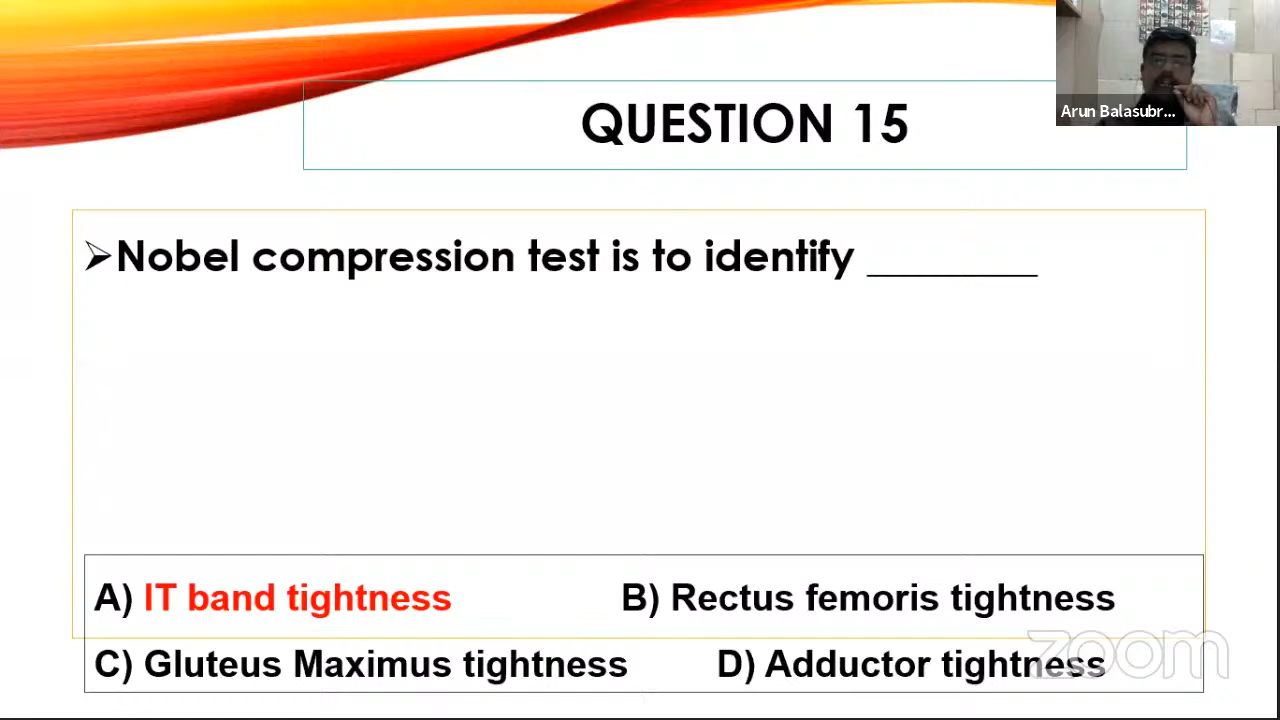 Arun Balasubr...
QUESTION 15
➢Nobel compression test is to identify ________
A) IT band tightness B) Rectus femoris tightness
C) Gluteus Maximus tightness D) Adductor tightness
zoom